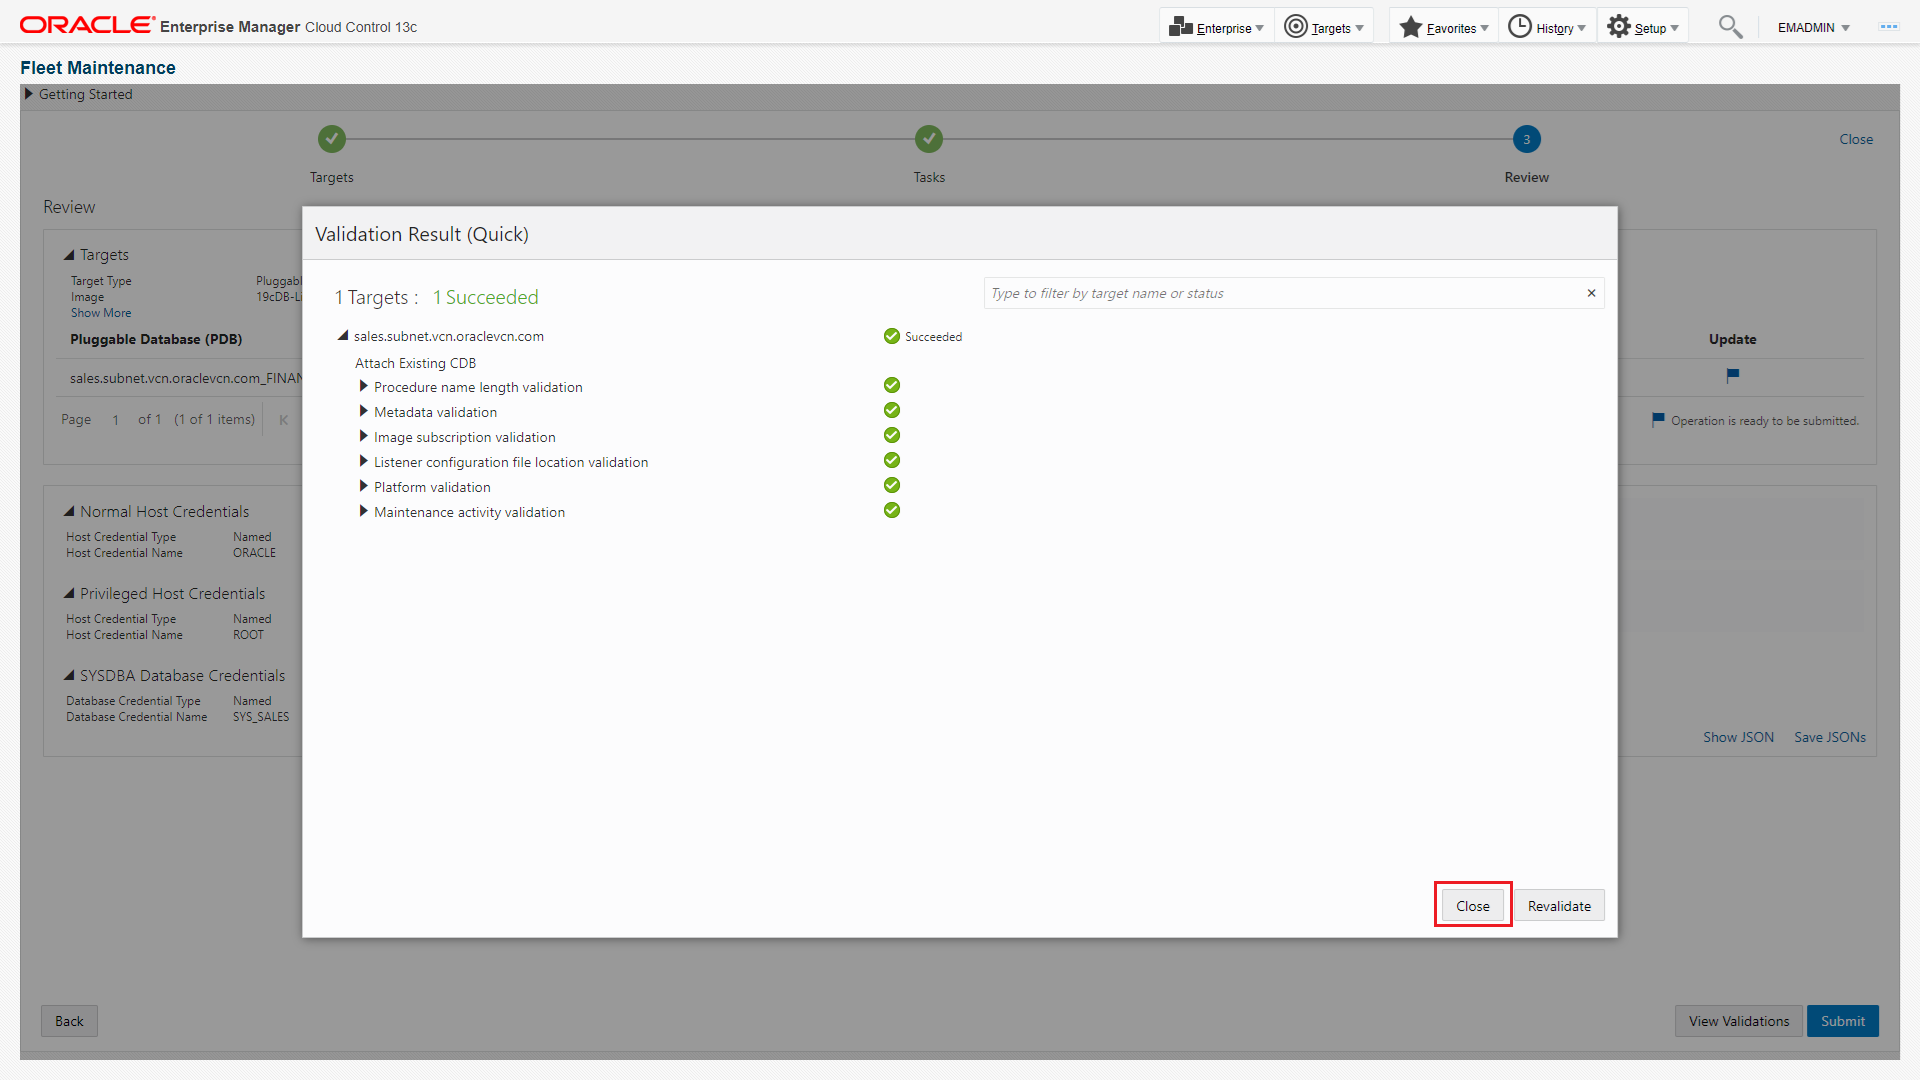 ORACLE Enterprise Manager Cloud Control 13c
Enterprise Targets Favorites History Setup EMADMIN
Fleet Maintenance
Getting Started
3
Close
Targets Tasks Review
Review
Validation Result (Quick)
Targets
Target Type Pluggabl
Image 19cDB-Li
Show More
Pluggable Database (PDB) Update
sales.subnet.vcn.oraclevcn.com_FINAN
Page 1 of 1 (1 of 1 items)
Operation is ready to be submitted.
1 Targets : 1 Succeeded
Type to filter by target name or status
sales.subnet.vcn.oraclevcn.com Succeeded
Attach Existing CDB
Procedure name length validation
Metadata validation
Image subscription validation
Listener configuration file location validation
Platform validation
Maintenance activity validation
Normal Host Credentials
Host Credential Type Named
Host Credential Name ORACLE
Privileged Host Credentials
Host Credential Type Named
Host Credential Name ROOT
SYSDBA Database Credentials
Database Credential Type Named
Database Credential Name SYS_SALES
Show JSON Save JSONs
Close Revalidate
Back View Validations Submit